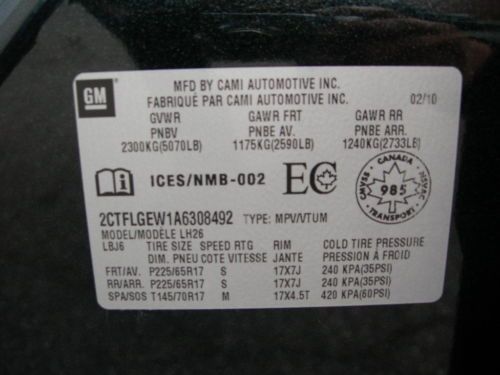 GM
MFD BY CAMI AUTOMOTIVE INC.
FABRIQUÉ PAR CAMI AUTOMOTIVE INC. 02/10
GVWR GAWR FRT GAWR RR
PNBV PNBE AV. PNBE ARR.
2300KG(5070LB) 1175KG(2590LB) 1240KG(2733LB)
ICES/NMB-002 EC CANADA CMVSS 985 NSVAC TRANSPORT
2CTFLGEW1A6308492 TYPE: MPV/VTUM
MODEL/MODÈLE LH26
LBJ6 TIRE SIZE SPEED RTG RIM COLD TIRE PRESSURE
DIM. PNEU COTE VITESSE JANTE PRESSION À FROID
FRT/AV. P225/65R17 S 17X7J 240 KPA(35PSI)
RR/ARR. P225/65R17 S 17X7J 240 KPA(35PSI)
SPA/SOS T145/70R17 M 17X4.5T 420 KPA(60PSI)